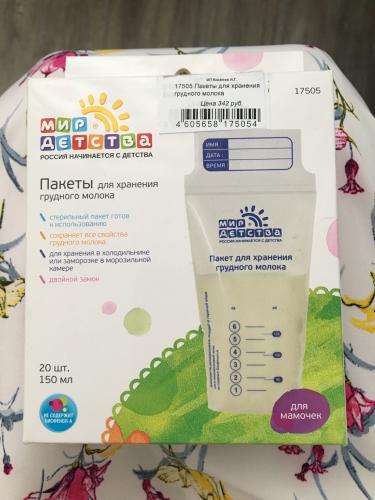 ИП Киселев Н.Г.
17505 Пакеты для хранения
грудного молока
Цена 342 руб.
4 605658 175054
17505
МИР
ДЕТСТВА
РОССИЯ НАЧИНАЕТСЯ С ДЕТСТВА
Пакеты для хранения
грудного молока
стерильный пакет готов
к использованию
сохраняет все свойства
грудного молока
для хранения в холодильнике
или заморозке в морозильной
камере
двойной замок
20 шт.
150 мл
НЕ СОДЕРЖИТ
БИСФЕНОЛ А
ИМЯ :
ДАТА :
ВРЕМЯ :
МИР
ДЕТСТВА
РОССИЯ НАЧИНАЕТСЯ С ДЕТСТВА
Пакет для хранения
грудного молока
6
5
4
3
2
1
для
мамочек